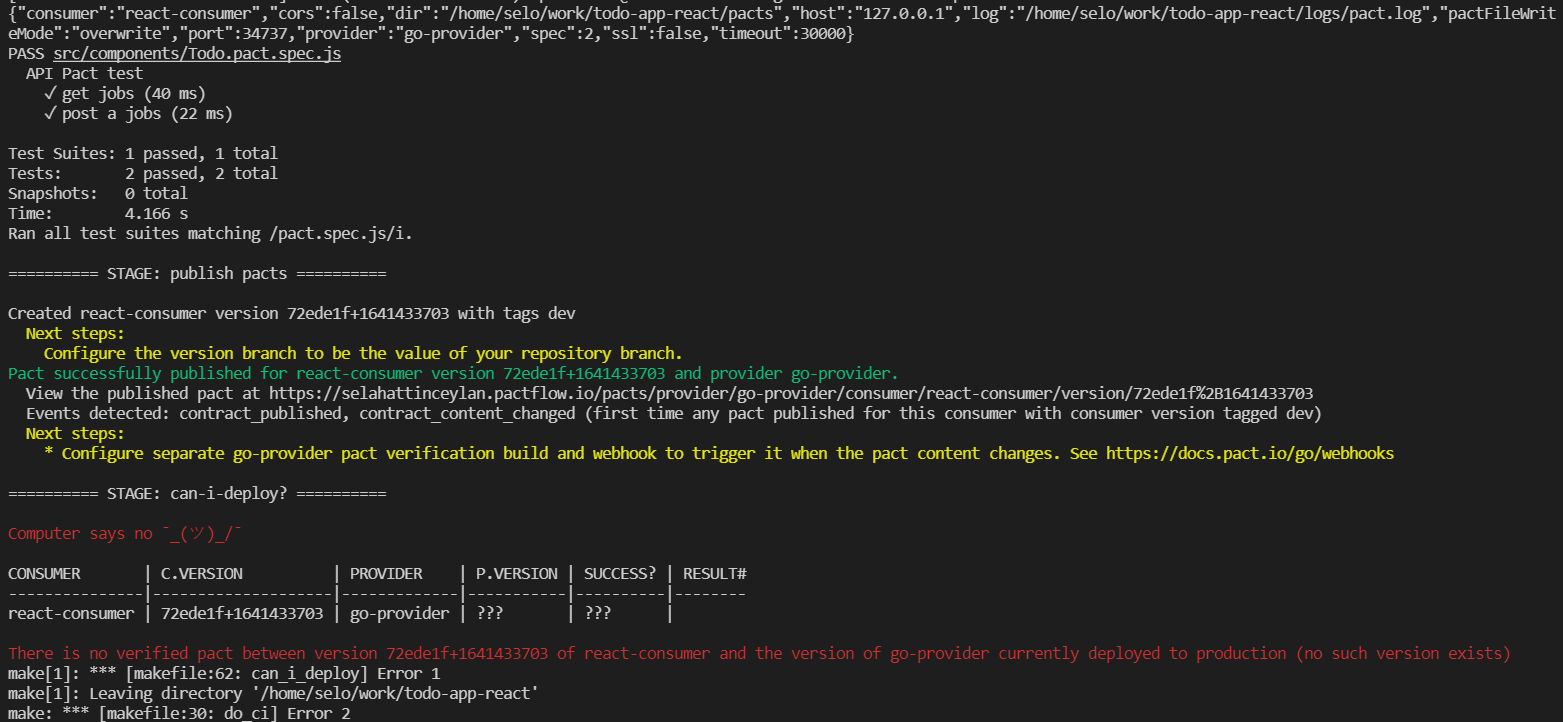 {"consumer":"react-consumer","cors":false,"dir":"/home/selo/work/todo-app-react/pacts","host":"127.0.0.1","log":"/home/selo/work/todo-app-react/logs/pact.log","pactFileWrit
eMode":"overwrite","port":34737,"provider":"go-provider","spec":2,"ssl":false,"timeout":30000}
PASS src/components/Todo.pact.spec.js
API Pact test
✓ get jobs (40 ms)
✓ post a jobs (22 ms)
Test Suites: 1 passed, 1 total
Tests:       2 passed, 2 total
Snapshots:   0 total
Time:        4.166 s
Ran all test suites matching /pact.spec.js/i.
========== STAGE: publish pacts ==========
Created react-consumer version 72ede1f+1641433703 with tags dev
Next steps:
Configure the version branch to be the value of your repository branch.
Pact successfully published for react-consumer version 72ede1f+1641433703 and provider go-provider.
View the published pact at https://selahattinceylan.pactflow.io/pacts/provider/go-provider/consumer/react-consumer/version/72ede1f%2B1641433703
Events detected: contract_published, contract_content_changed (first time any pact published for this consumer with consumer version tagged dev)
Next steps:
* Configure separate go-provider pact verification build and webhook to trigger it when the pact content changes. See https://docs.pact.io/go/webhooks
========== STAGE: can-i-deploy? ==========
Computer says no ¯_(ツ)_/¯
CONSUMER       | C.VERSION          | PROVIDER    | P.VERSION | SUCCESS? | RESULT#
---------------|--------------------|-------------|-----------|----------|--------
react-consumer | 72ede1f+1641433703 | go-provider | ???       | ???      |
There is no verified pact between version 72ede1f+1641433703 of react-consumer and the version of go-provider currently deployed to production (no such version exists)
make[1]: *** [makefile:62: can_i_deploy] Error 1
make[1]: Leaving directory '/home/selo/work/todo-app-react'
make: *** [makefile:30: do_ci] Error 2